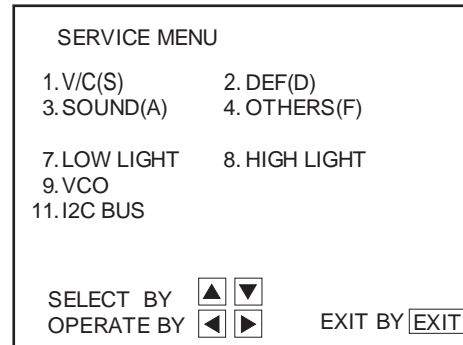 SERVICE MENU
1. V/C(S) 2. DEF(D)
3. SOUND(A) 4. OTHERS(F)
7. LOW LIGHT 8. HIGH LIGHT
9. VCO
11. I2C BUS
SELECT BY ▲ ▼
OPERATE BY ◀ ▶ EXIT BY EXIT